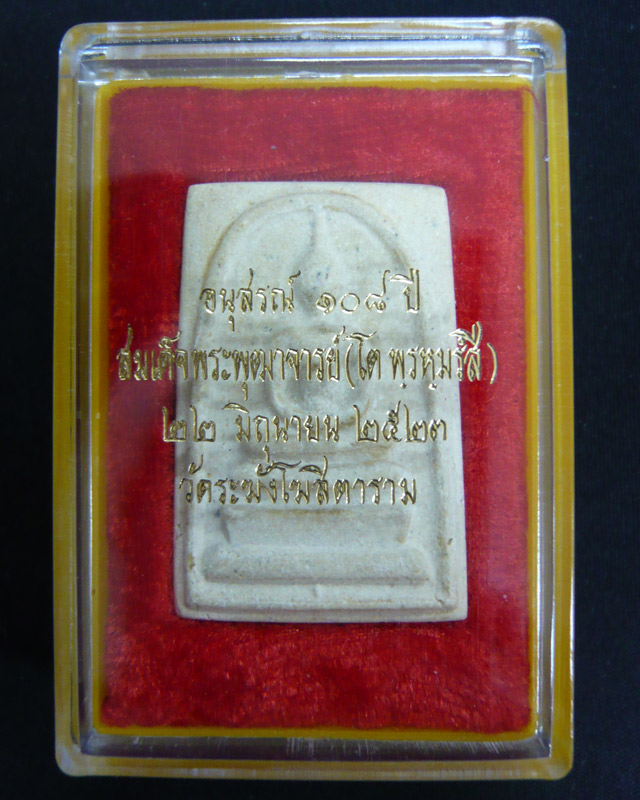 อนุสรณ์ ๑๐๘ ปี
สมเด็จพระพุฒาจารย์(โต พฺรหฺมรํสี)
๒๒ มิถุนายน ๒๕๒๓
วัดระฆังโฆสิตาราม